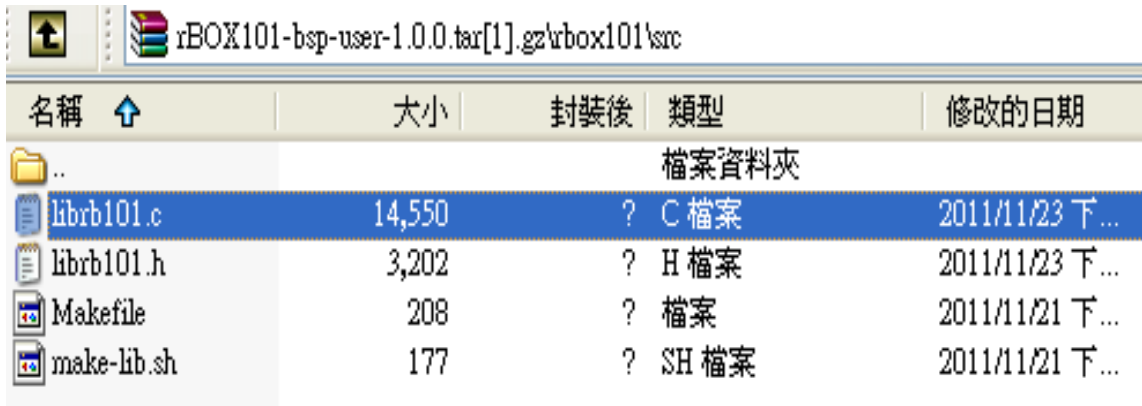 rBOX101-bsp-user-1.0.0.tar[1].gz\rbox101\src
名稱 大小 封裝後 類型 修改的日期
.. 檔案資料夾
librb101.c 14,550 ? C 檔案 2011/11/23 下...
librb101.h 3,202 ? H 檔案 2011/11/23 下...
Makefile 208 ? 檔案 2011/11/21 下...
make-lib.sh 177 ? SH 檔案 2011/11/21 下...